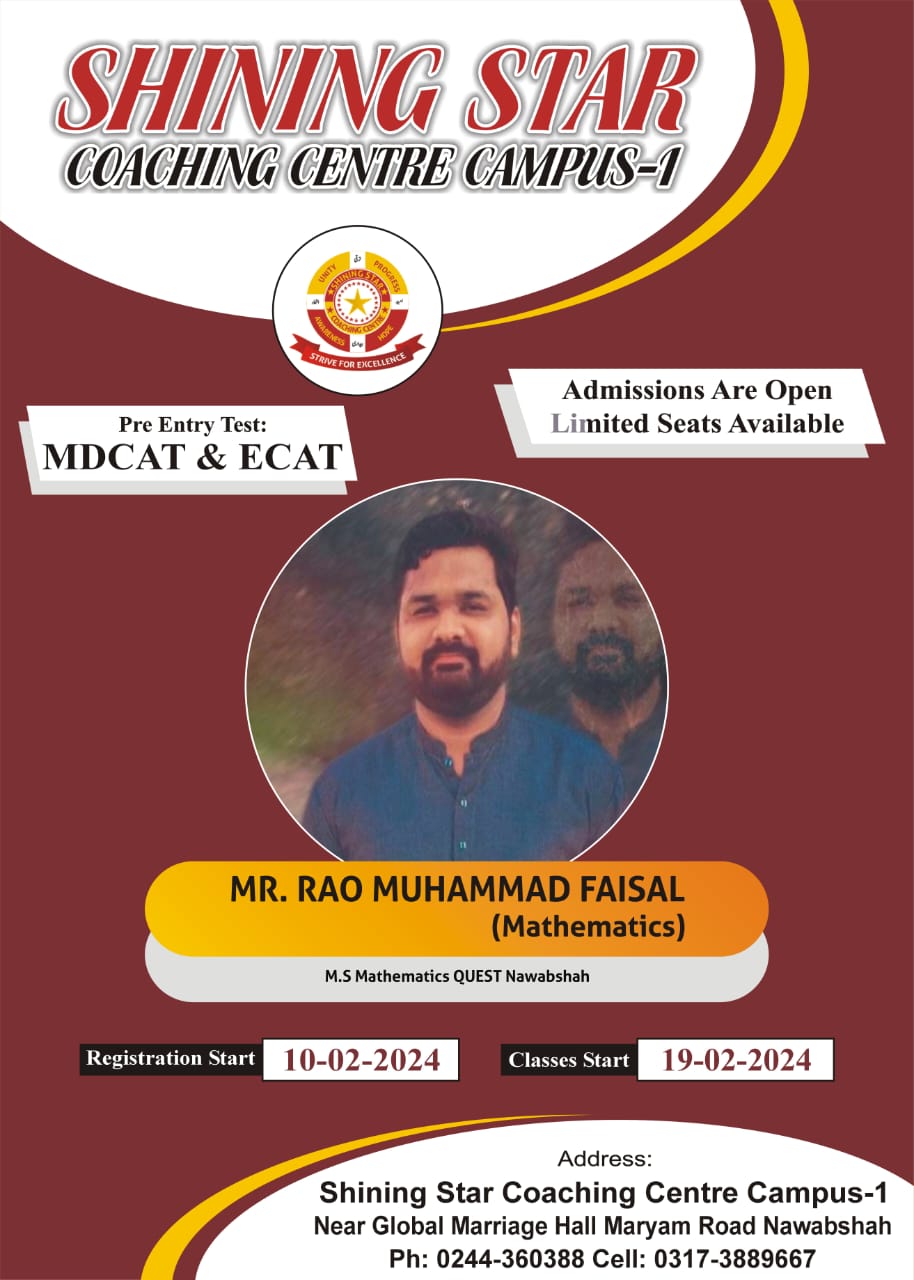 SHINING STAR
COACHING CENTRE CAMPUS-1
UNITY
PROGRESS
SHINING STAR
COACHING CENTRE
AWARENESS
HOPE
STRIVE FOR EXCELLENCE
Admissions Are Open
Limited Seats Available
Pre Entry Test:
MDCAT & ECAT
MR. RAO MUHAMMAD FAISAL
(Mathematics)
M.S Mathematics QUEST Nawabshah
Registration Start 10-02-2024
Classes Start 19-02-2024
Address:
Shining Star Coaching Centre Campus-1
Near Global Marriage Hall Maryam Road Nawabshah
Ph: 0244-360388 Cell: 0317-3889667